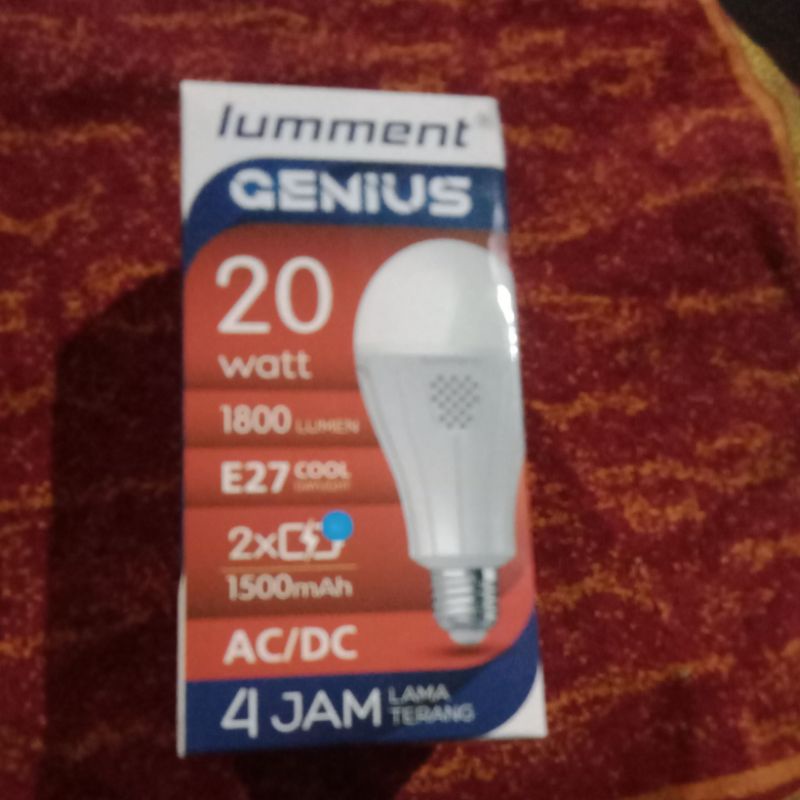 lumment®
GENIUS
20
watt
1800 LUMEN
E27 COOL
DAYLIGHT
2x
1500mAh
AC/DC
4 JAM LAMA
TERANG